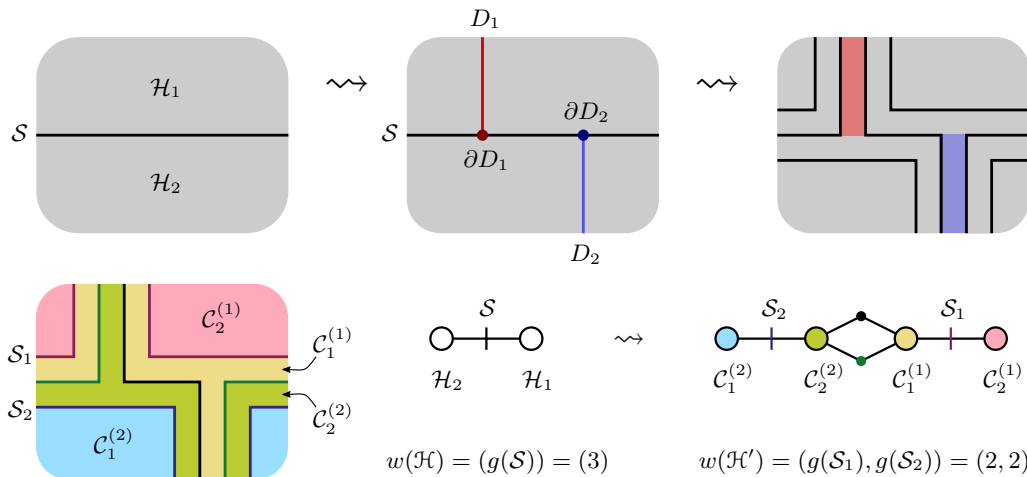 ℋ₁
𝒮
ℋ₂
D₁
𝒮
∂D₂
∂D₁
D₂
𝒞₂⁽¹⁾
𝒮₁
𝒞₁⁽¹⁾
𝒮₂
𝒞₁⁽²⁾
𝒞₂⁽²⁾
𝒮
ℋ₂ ℋ₁
𝒮₂ 𝒮₁
𝒞₁⁽²⁾ 𝒞₂⁽²⁾ 𝒞₁⁽¹⁾ 𝒞₂⁽¹⁾
w(ℋ) = (g(𝒮)) = (3)
w(ℋ′) = (g(𝒮₁), g(𝒮₂)) = (2, 2)